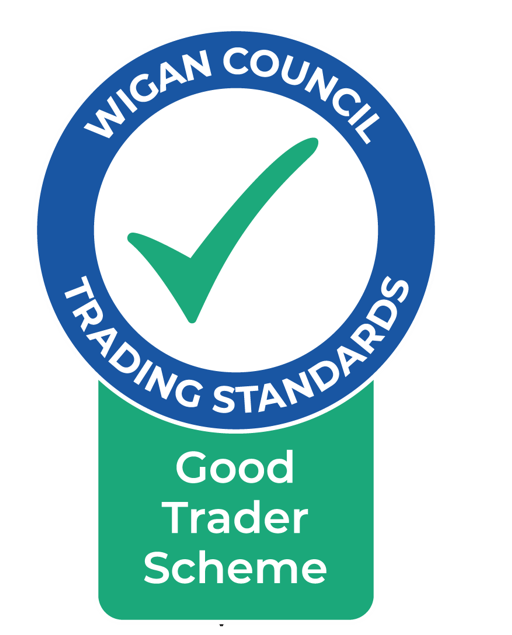 WIGAN COUNCIL
TRADING STANDARDS
Good
Trader
Scheme